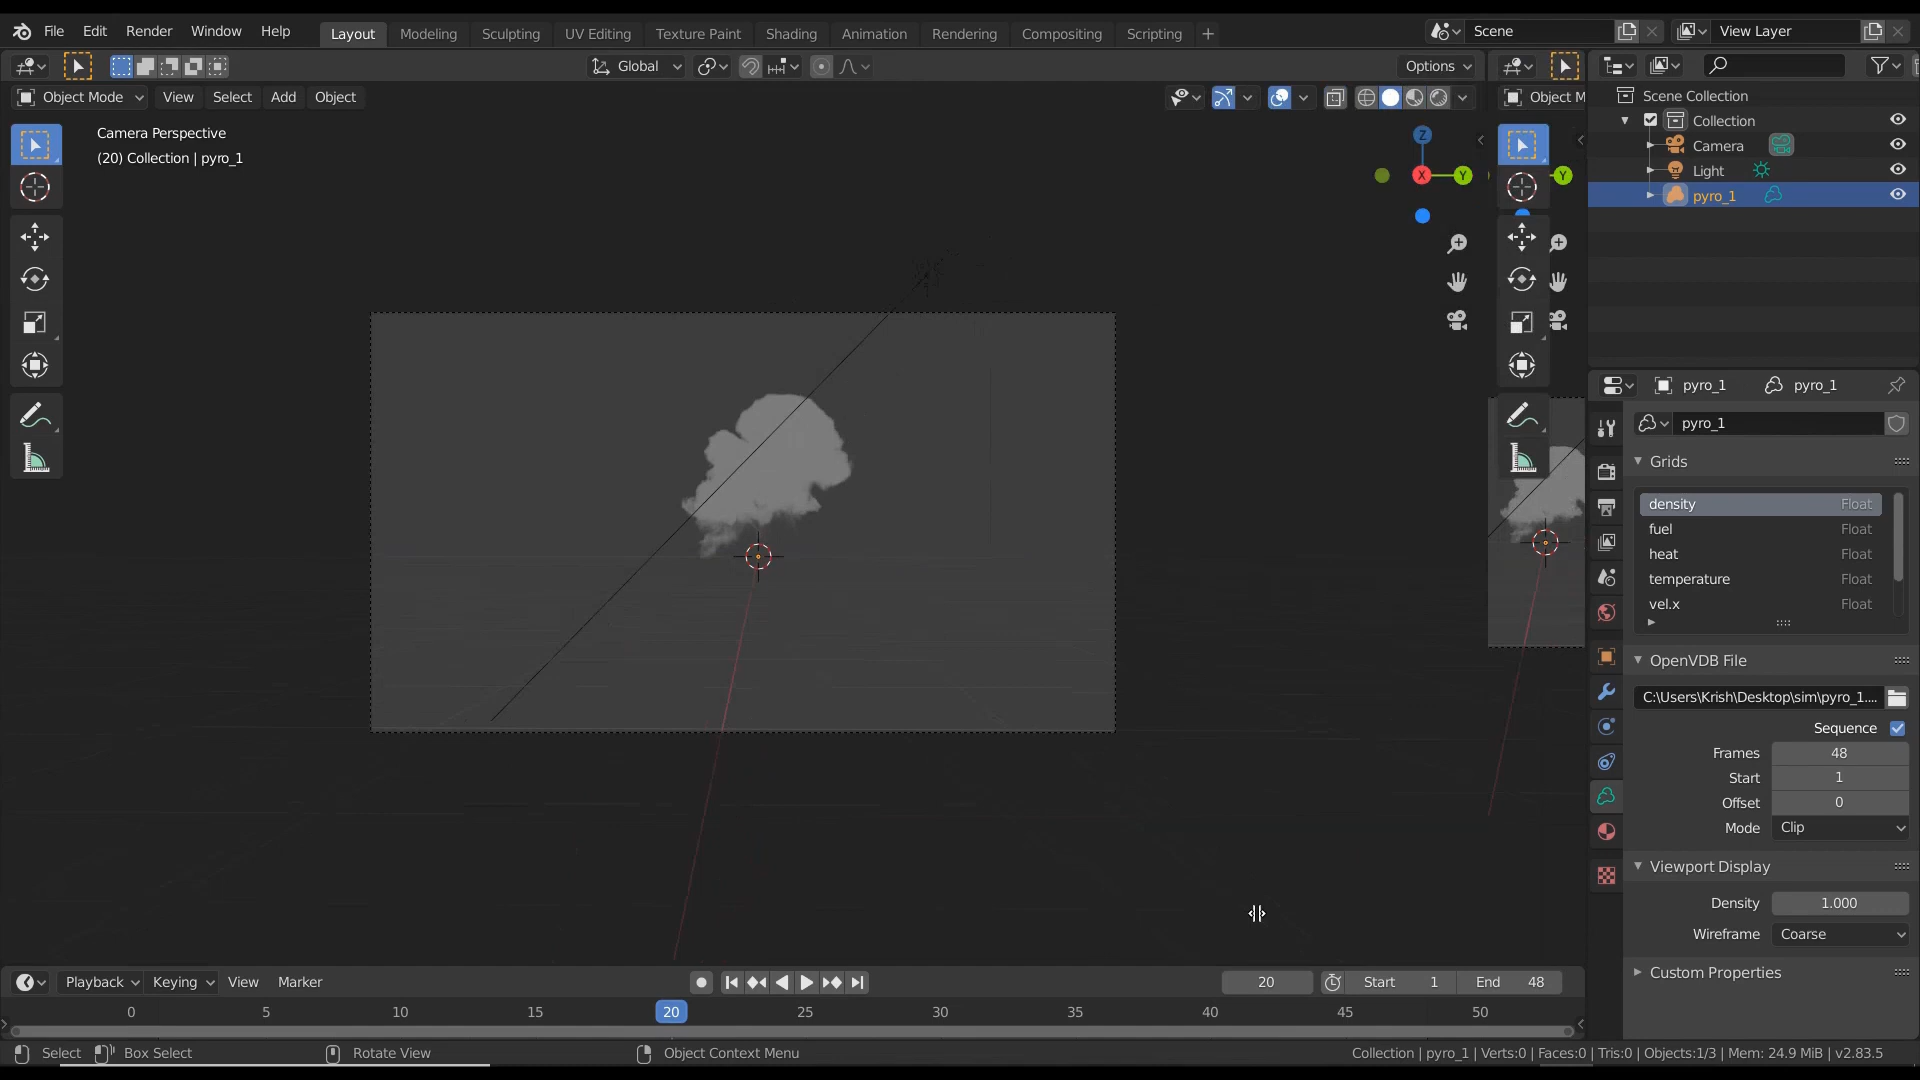 File Edit Render Window Help Layout Modeling Sculpting UV Editing Texture Paint Shading Animation Rendering Compositing Scripting + Scene View Layer
Global Options
Object Mode View Select Add Object Object M
Camera Perspective
(20) Collection | pyro_1
Z
X Y Y
Scene Collection
Collection
Camera
Light
pyro_1
pyro_1 pyro_1
pyro_1
Grids
density Float
fuel Float
heat Float
temperature Float
vel.x Float
OpenVDB File
C:\Users\Krish\Desktop\sim\pyro_1....
Sequence
Frames 48
Start 1
Offset 0
Mode Clip
Viewport Display
Density 1.000
Wireframe Coarse
Custom Properties
Playback Keying View Marker 20 Start 1 End 48
0 5 10 15 20 25 30 35 40 45 50
Select Box Select Rotate View Object Context Menu Collection | pyro_1 | Verts:0 | Faces:0 | Tris:0 | Objects:1/3 | Mem: 24.9 MiB | v2.83.5